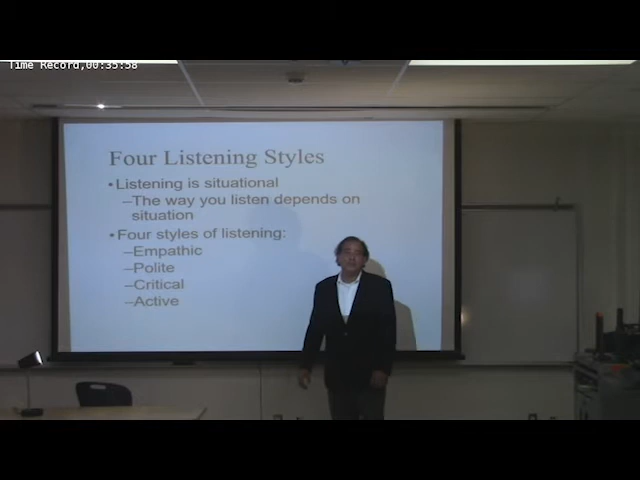 Time Record,00:35:58
Four Listening Styles
•Listening is situational
–The way you listen depends on
situation
•Four styles of listening:
–Empathic
–Polite
–Critical
–Active